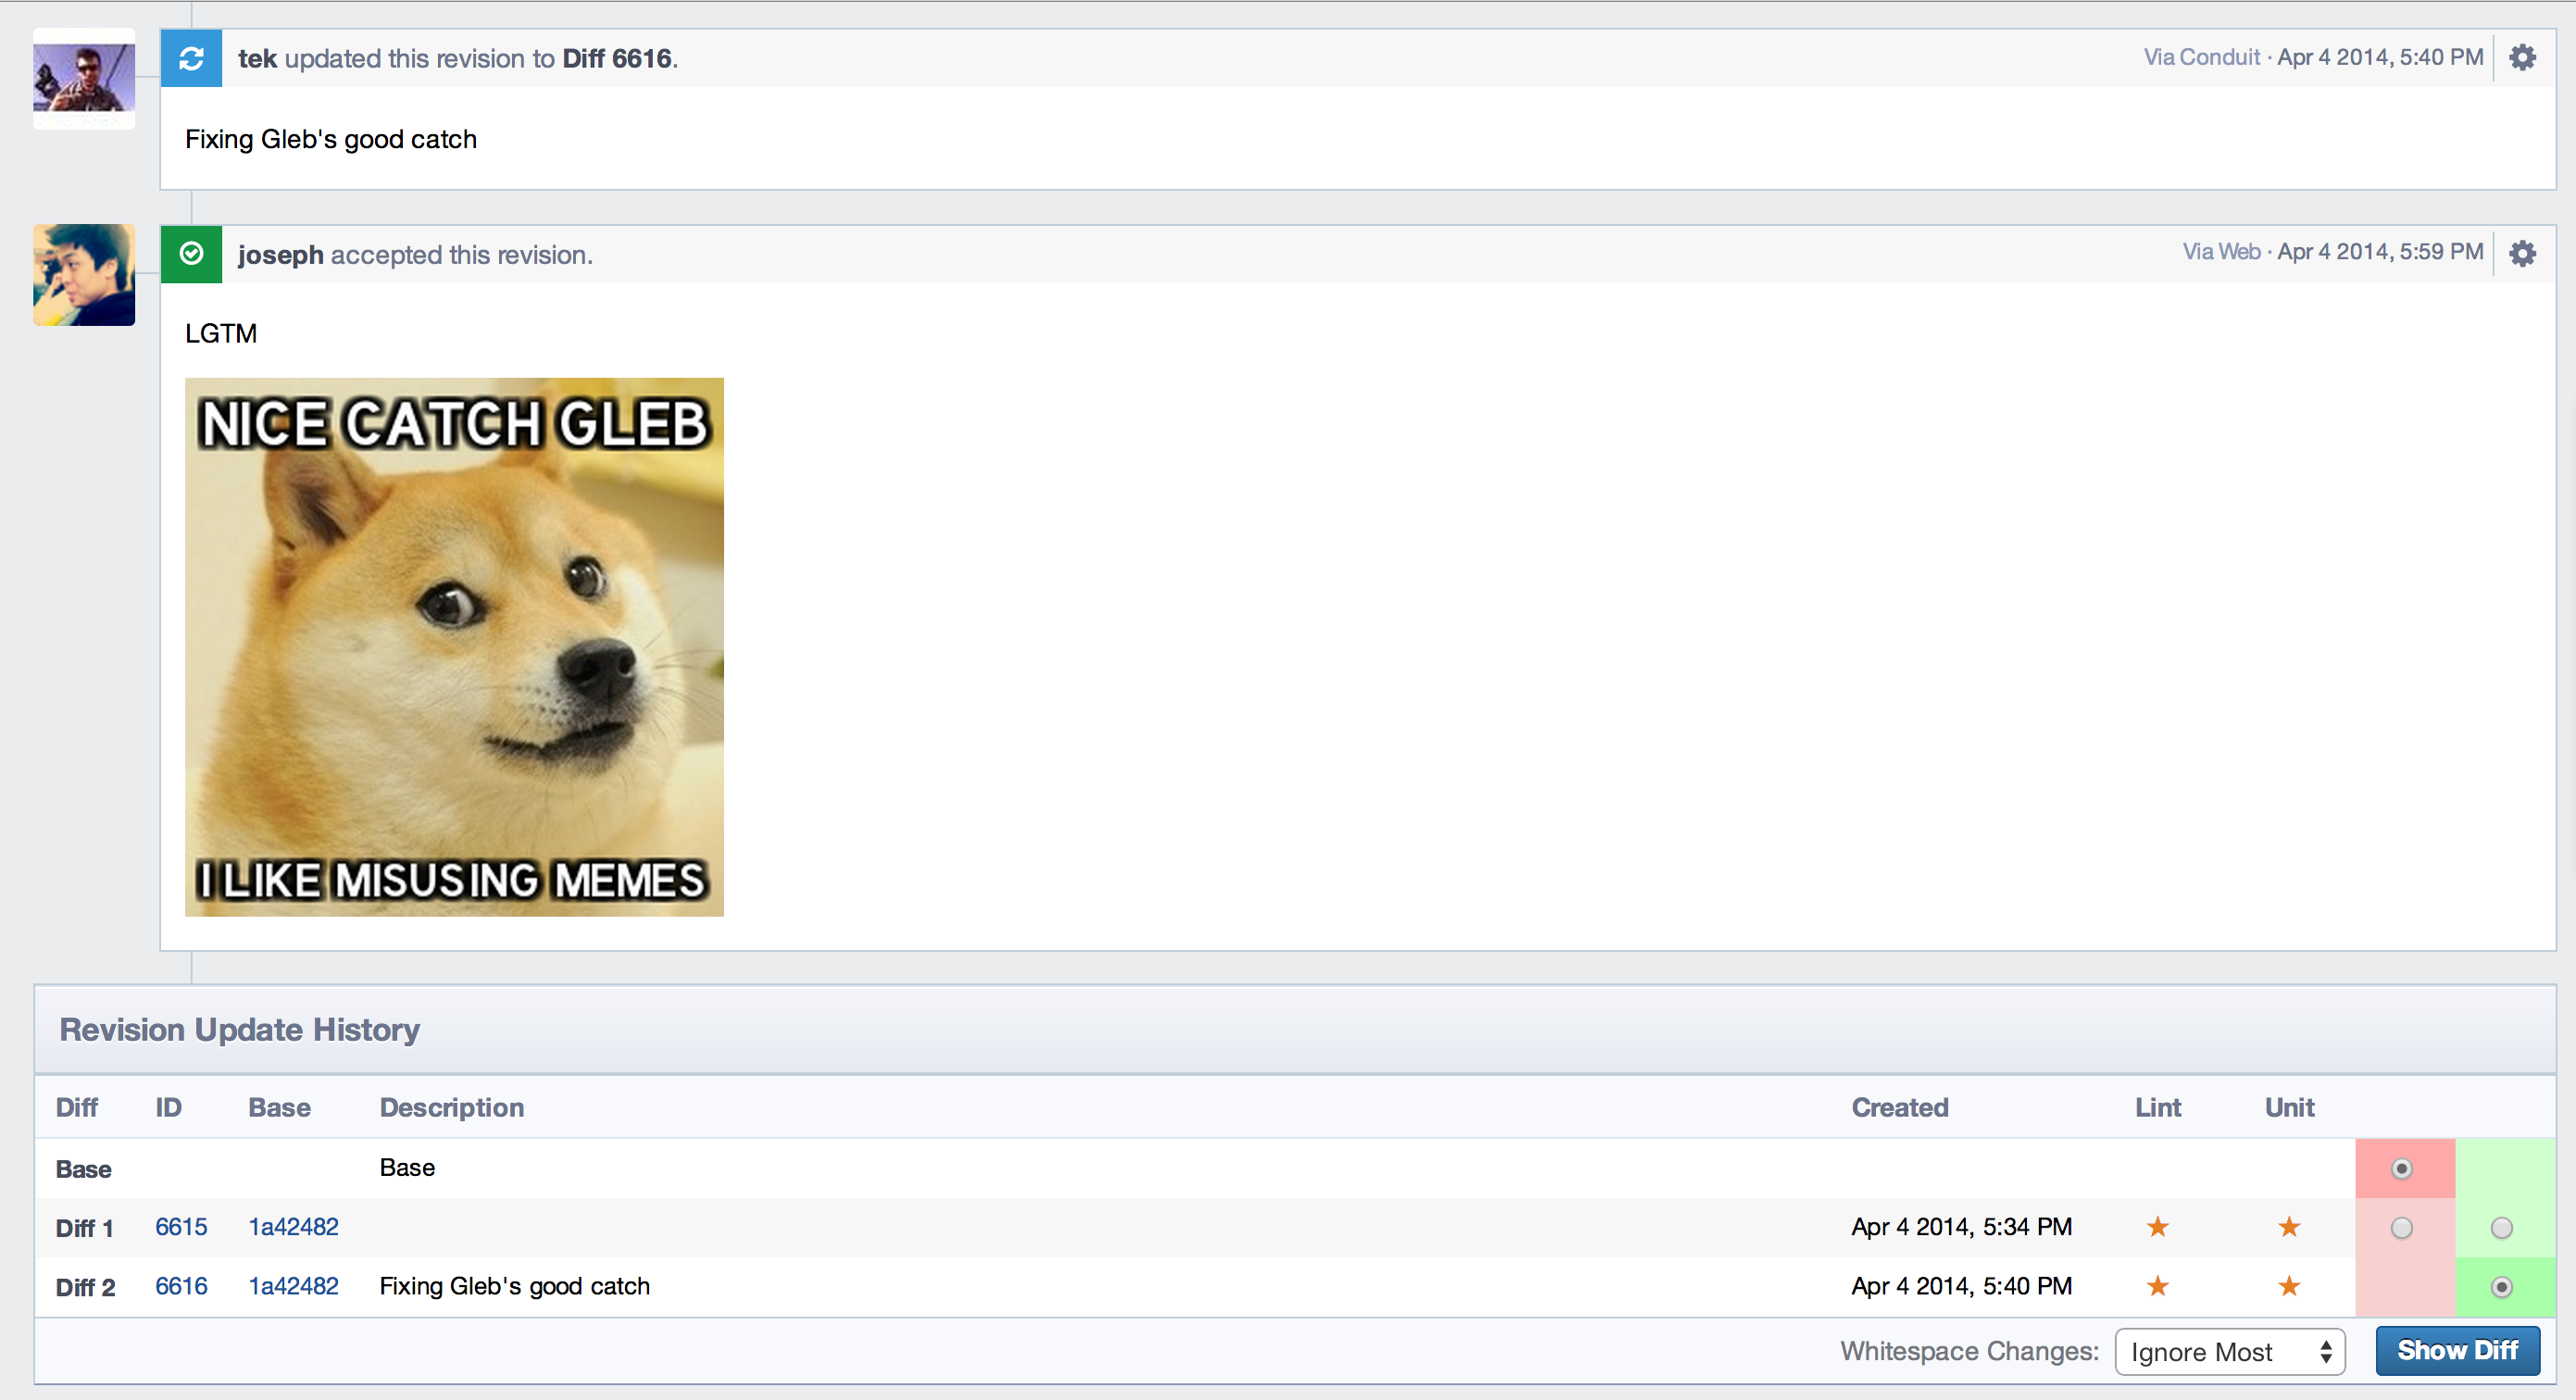 tek updated this revision to Diff 6616.
Via Conduit · Apr 4 2014, 5:40 PM
Fixing Gleb's good catch
joseph accepted this revision.
Via Web · Apr 4 2014, 5:59 PM
LGTM
NICE CATCH GLEB
I LIKE MISUSING MEMES
Revision Update History
Diff ID Base Description Created Lint Unit
Base Base
Diff 1 6615 1a42482 Apr 4 2014, 5:34 PM ★ ★
Diff 2 6616 1a42482 Fixing Gleb's good catch Apr 4 2014, 5:40 PM ★ ★
Whitespace Changes: Ignore Most Show Diff